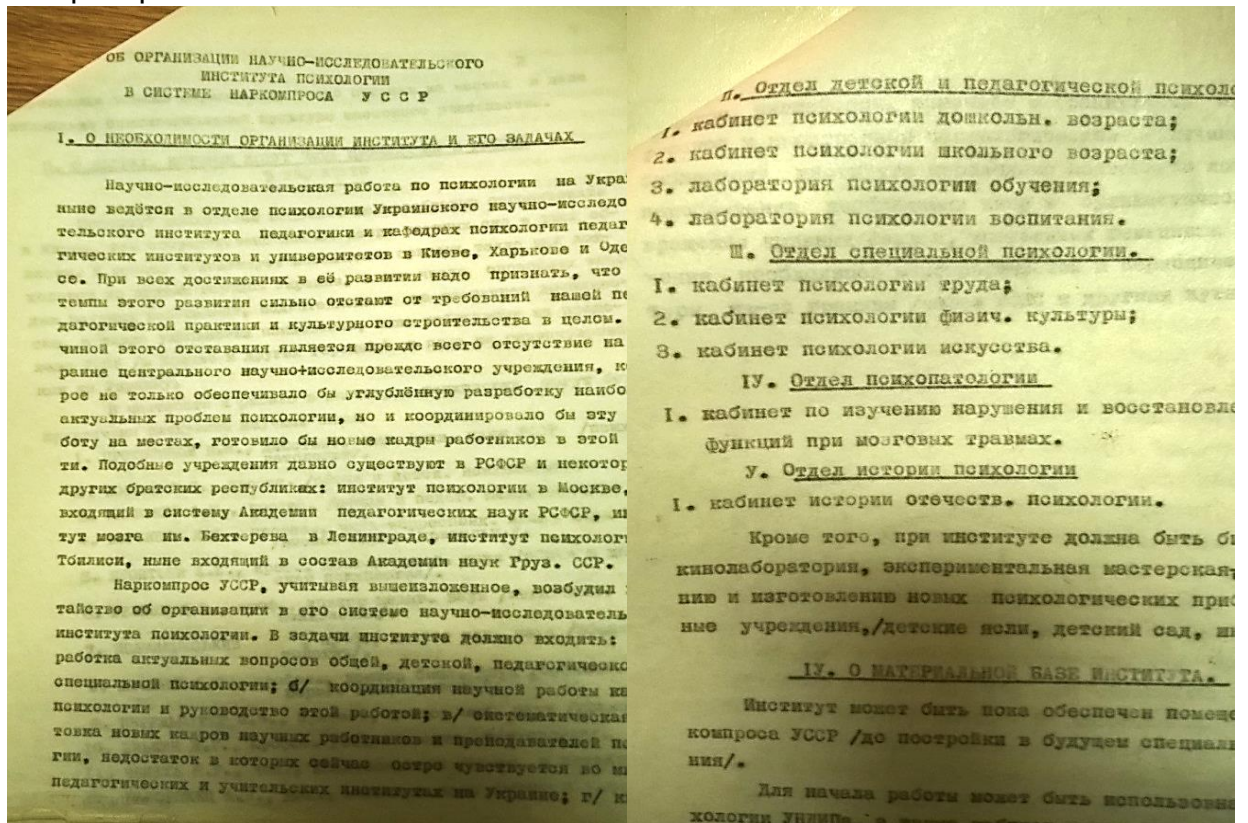 ОБ ОРГАНИЗАЦИИ НАУЧНО-ИССЛЕДОВАТЕЛЬСКОГО
ИНСТИТУТА ПСИХОЛОГИИ
В СИСТЕМЕ НАРКОМПРОСА У С С Р
I. О НЕОБХОДИМОСТИ ОРГАНИЗАЦИИ ИНСТИТУТА И ЕГО ЗАДАЧАХ
Научно-исследовательская работа по психологии на Укра
ныне ведётся в отделе психологии Украинского научно-исследо
тельского института педагогики и кафедрах психологии педаг
гических институтов и университетов в Киеве, Харькове и Оде
се. При всех достижениях в её развитии надо признать, что
темпы этого развития сильно отстают от требований нашей пе
дагогической практики и культурного строительства в целом.
чиной этого отставания является прежде всего отсутствие на
раине центрального научно+исследовательского учреждения, к
рое не только обеспечивало бы углублённую разработку наибо
актуальных проблем психологии, но и координировало бы эту
боту на местах, готовило бы новые кадры работников в этой
ти. Подобные учреждения давно существуют в РСФСР и некотор
других братских республиках: институт психологии в Москве,
входящий в систему Академии педагогических наук РСФСР, ин
тут мозга им. Бехтерева в Ленинграде, институт психологи
Тбилиси, ныне входящий в состав Академии наук Груз. ССР.
Наркомпрос УССР, учитывая вышеизложенное, возбудил
тайство об организации в его системе научно-исследователь
института психологии. В задачи института должно входить:
работка актуальных вопросов общей, детской, педагогическо
специальной психологии; б/ координация научной работы ка
психологии и руководство этой работой; в/ систематическая
товка новых кадров научных работников и преподавателей пс
гии, недостаток в которых сейчас остро чувствуется во м
педагогических и учительских институтах на Украине; г/ к
П. Отдел детской и педагогической психоло
1. кабинет психологии дошкольн. возраста;
2. кабинет психологии школьного возраста;
3. лаборатория психологии обучения;
4. лаборатория психологии воспитания.
Ш. Отдел специальной психологии.
I. кабинет психологии труда;
2. кабинет психологии физич. культуры;
3. кабинет психологии искусства.
IУ. Отдел психопатологии
I. кабинет по изучению нарушения и восстановле
функций при мозговых травмах.
У. Отдел истории психологии
I. кабинет истории отечеств. психологии.
Кроме того, при институте должна быть би
кинолаборатория, экспериментальная мастерская,
нию и изготовлению новых психологических приб
ные учреждения,/детские ясли, детский сад, шк
IУ. О МАТЕРИАЛЬНОЙ БАЗЕ ИНСТИТУТА.
Институт может быть пока обеспечен помеще
компроса УССР /до постройки в будущем специаль
ния/.
Для начала работы может быть использована
хологии УНДИПа